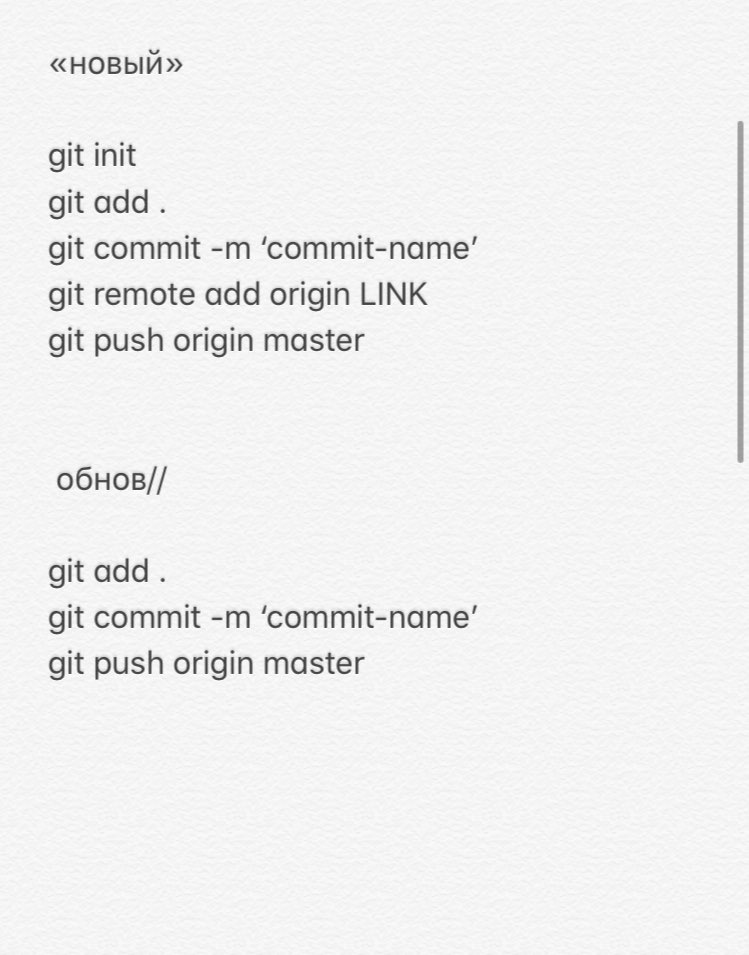 «новый»
git init
git add .
git commit -m ‘commit-name’
git remote add origin LINK
git push origin master
обнов//
git add .
git commit -m ‘commit-name’
git push origin master